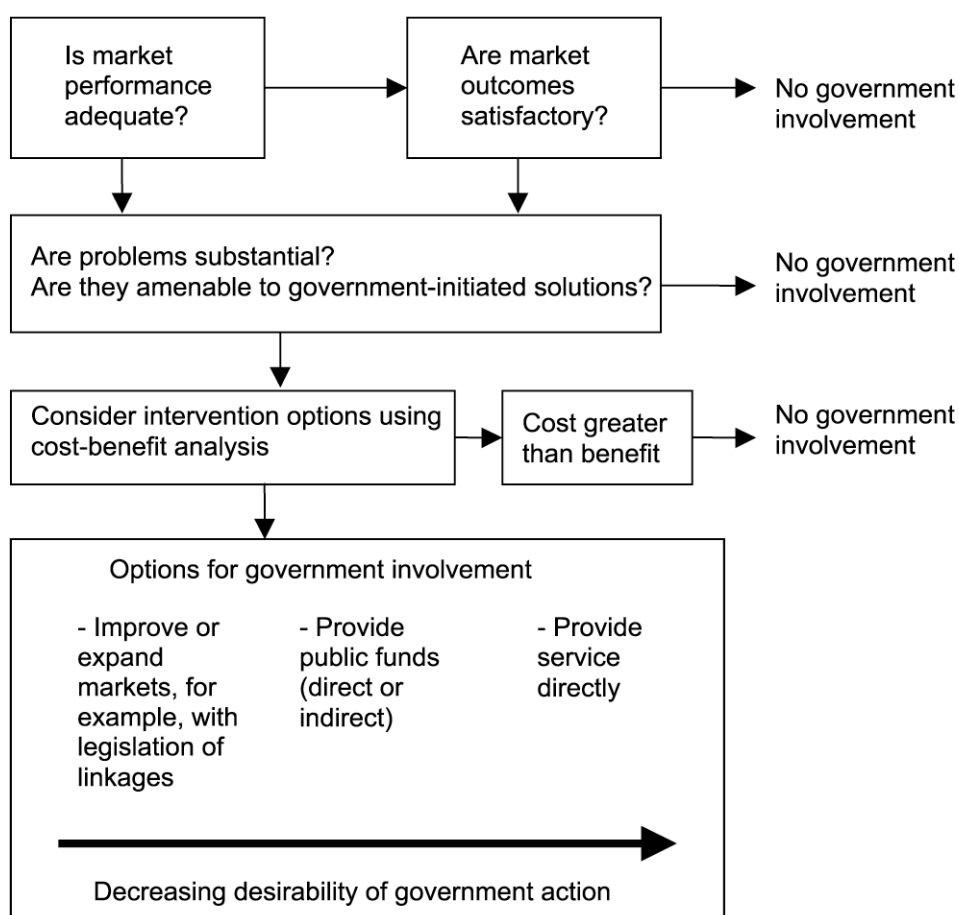 Is market
performance
adequate?
Are market
outcomes
satisfactory?
No government
involvement
Are problems substantial?
Are they amenable to government-initiated solutions?
No government
involvement
Consider intervention options using
cost-benefit analysis
Cost greater
than benefit
No government
involvement
Options for government involvement
- Improve or
expand
markets, for
example, with
legislation of
linkages
- Provide
public funds
(direct or
indirect)
- Provide
service
directly
Decreasing desirability of government action